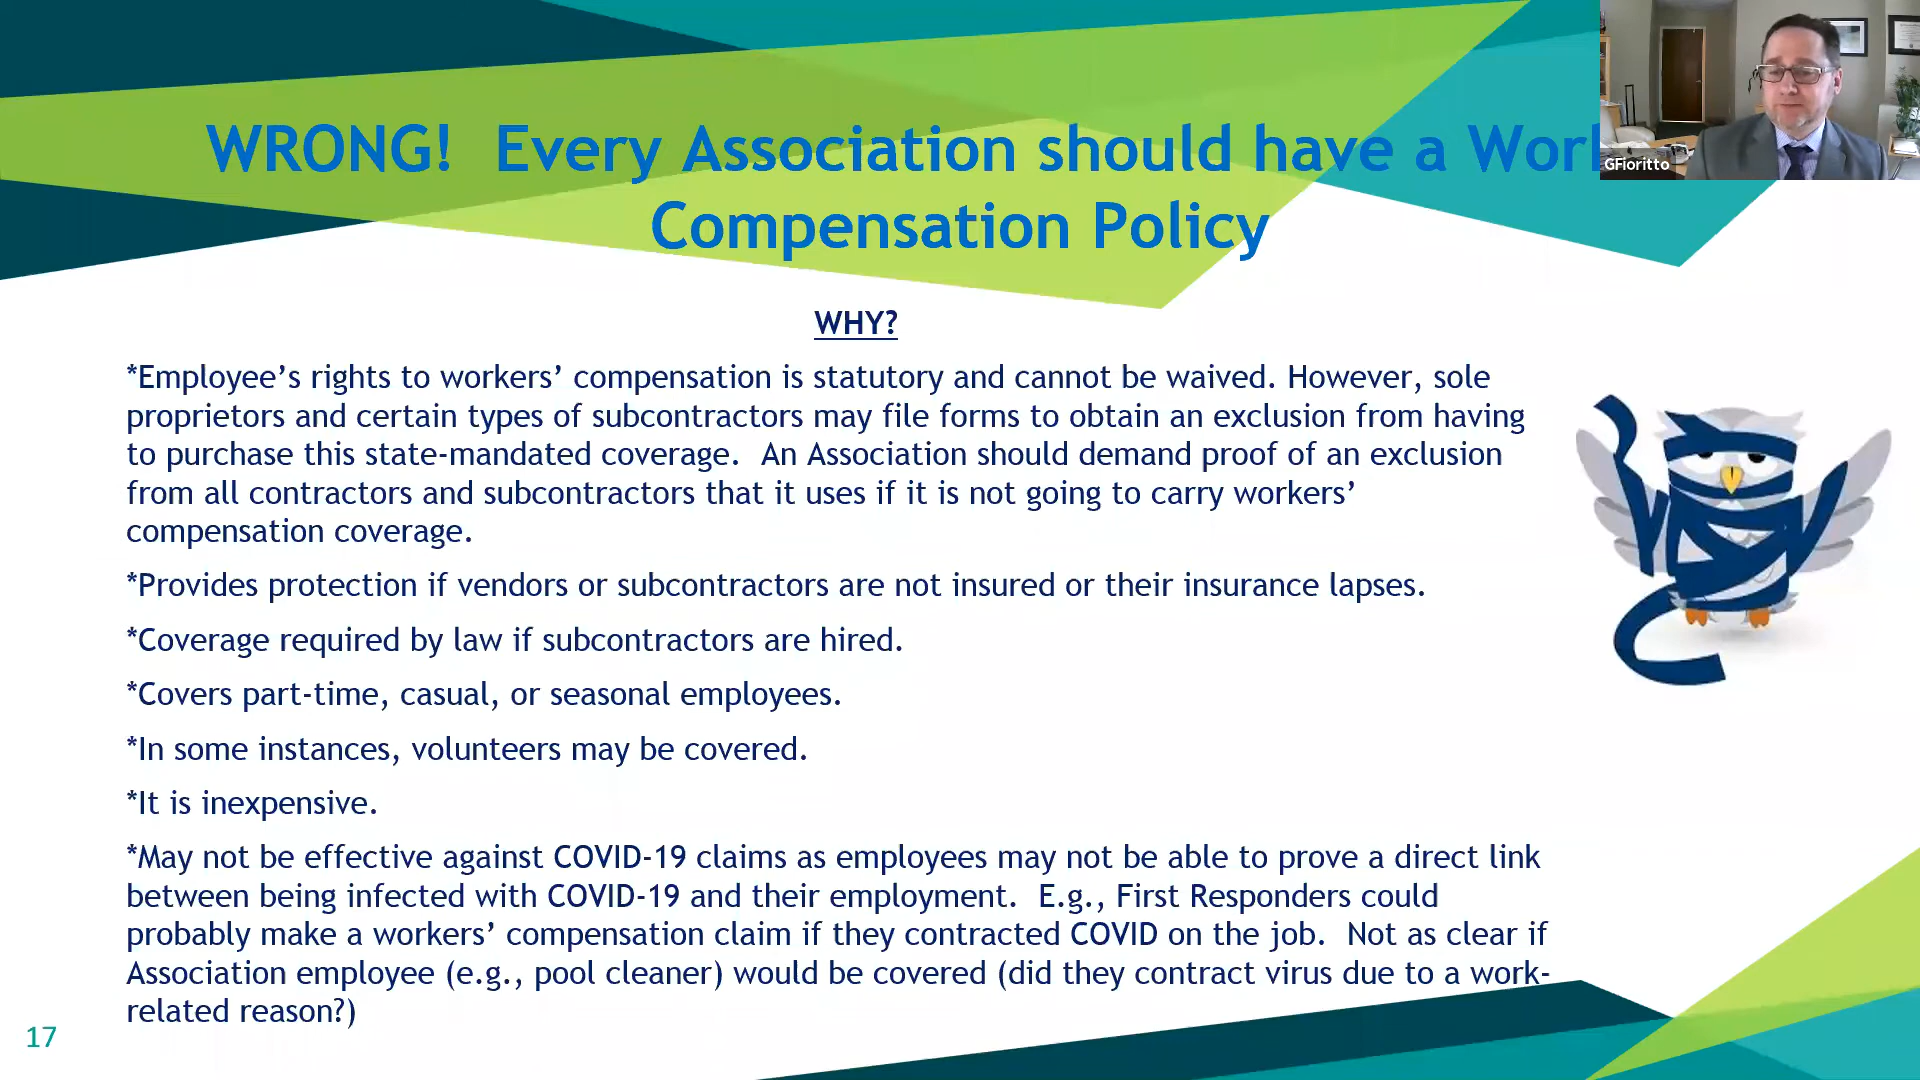 WRONG!  Every Association should have a Work
GFioritto
Compensation Policy
WHY?
*Employee’s rights to workers’ compensation is statutory and cannot be waived. However, sole
proprietors and certain types of subcontractors may file forms to obtain an exclusion from having
to purchase this state-mandated coverage.  An Association should demand proof of an exclusion
from all contractors and subcontractors that it uses if it is not going to carry workers’
compensation coverage.
*Provides protection if vendors or subcontractors are not insured or their insurance lapses.
*Coverage required by law if subcontractors are hired.
*Covers part-time, casual, or seasonal employees.
*In some instances, volunteers may be covered.
*It is inexpensive.
*May not be effective against COVID-19 claims as employees may not be able to prove a direct link
between being infected with COVID-19 and their employment.  E.g., First Responders could
probably make a workers’ compensation claim if they contracted COVID on the job.  Not as clear if
Association employee (e.g., pool cleaner) would be covered (did they contract virus due to a work-
related reason?)
17